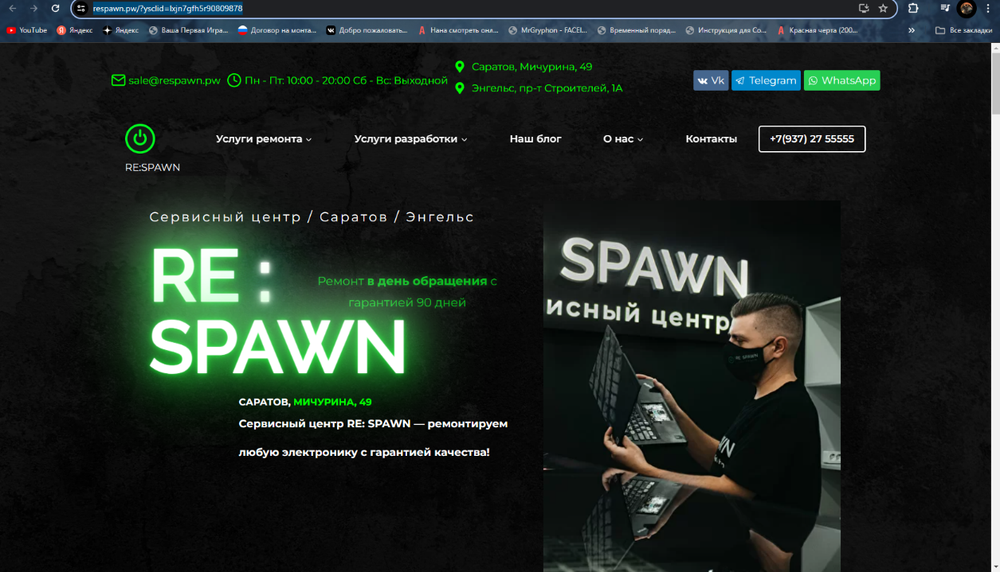 respawn.pw/?ysclid=lxjn7gfh5r90809878
YouTube
Яндекс
Яндекс
Ваша Первая Игра...
Договор на монта...
Добро пожаловать...
Нана смотреть онл...
MrGryphon - FACEI...
Временный поряд...
Инструкция для Со...
Красная черта (200...
Все закладки
sale@respawn.pw
Пн - Пт: 10:00 - 20:00 Сб - Вс: Выходной
Саратов, Мичурина, 49
Энгельс, пр-т Строителей, 1А
Vk
Telegram
WhatsApp
RE:SPAWN
Услуги ремонта
Услуги разработки
Наш блог
О нас
Контакты
+7(937) 27 55555
Сервисный центр / Саратов / Энгельс
RE :
SPAWN
Ремонт в день обращения с
гарантией 90 дней
САРАТОВ, МИЧУРИНА, 49
Сервисный центр RE: SPAWN — ремонтируем
любую электронику с гарантией качества!
SPAWN
исный центр
RE: SPAWN